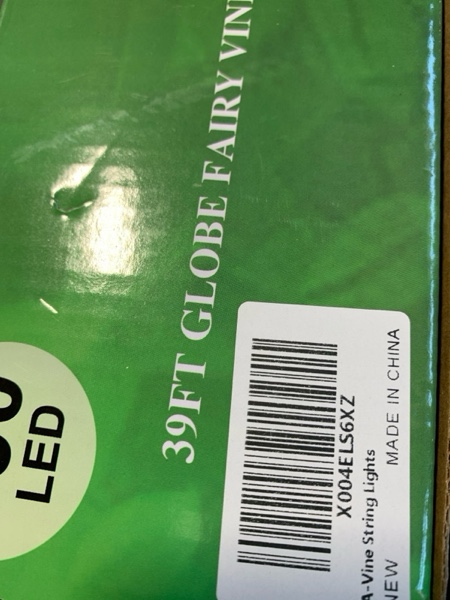 39FT GLOBE FAIRY VIN
LED
X004ELS6XZ
A-Vine String Lights
NEW
MADE IN CHINA